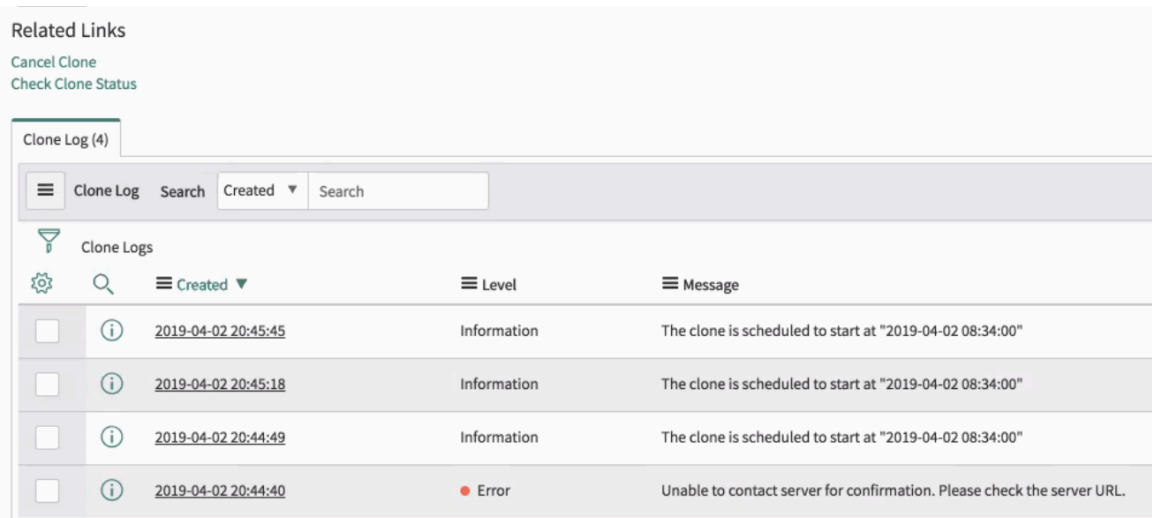 Related Links
Cancel Clone
Check Clone Status
Clone Log (4)
Clone Log Search Created Search
Clone Logs
Created Level Message
2019-04-02 20:45:45 Information The clone is scheduled to start at "2019-04-02 08:34:00"
2019-04-02 20:45:18 Information The clone is scheduled to start at "2019-04-02 08:34:00"
2019-04-02 20:44:49 Information The clone is scheduled to start at "2019-04-02 08:34:00"
2019-04-02 20:44:40 Error Unable to contact server for confirmation. Please check the server URL.